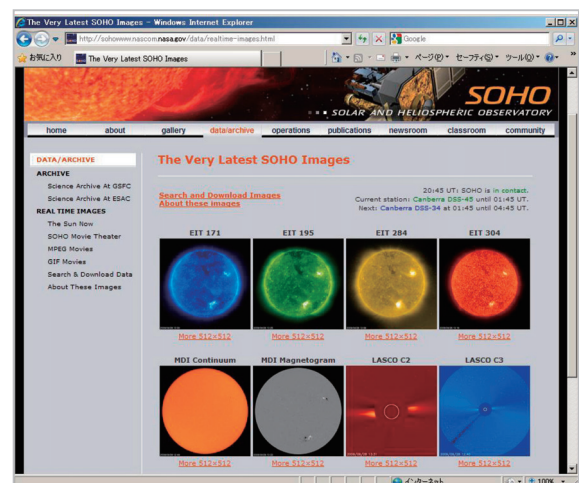 The Very Latest SOHO Images - Windows Internet Explorer
http://sohowww.nascom.nasa.gov/data/realtime-images.html
Google
お気に入り
The Very Latest SOHO Images
ページ(P)
セーフティ(S)
ツール(O)
SOHO
SOLAR AND HELIOSPHERIC OBSERVATORY
home about gallery data/archive operations publications newsroom classroom community
DATA/ARCHIVE
ARCHIVE
Science Archive At GSFC
Science Archive At ESAC
REAL TIME IMAGES
The Sun Now
SOHO Movie Theater
MPEG Movies
GIF Movies
Search & Download Data
About These Images
The Very Latest SOHO Images
Search and Download Images
About these images
20:45 UT: SOHO is in contact.
Current station: Canberra DSS-45 until 01:45 UT.
Next: Canberra DSS-34 at 01:45 until 04:45 UT.
EIT 171 EIT 195 EIT 284 EIT 304
More 512×512 More 512×512 More 512×512 More 512×512
MDI Continuum MDI Magnetogram LASCO C2 LASCO C3
More 512×512 More 512×512 More 512×512 More 512×512
インターネット
100%